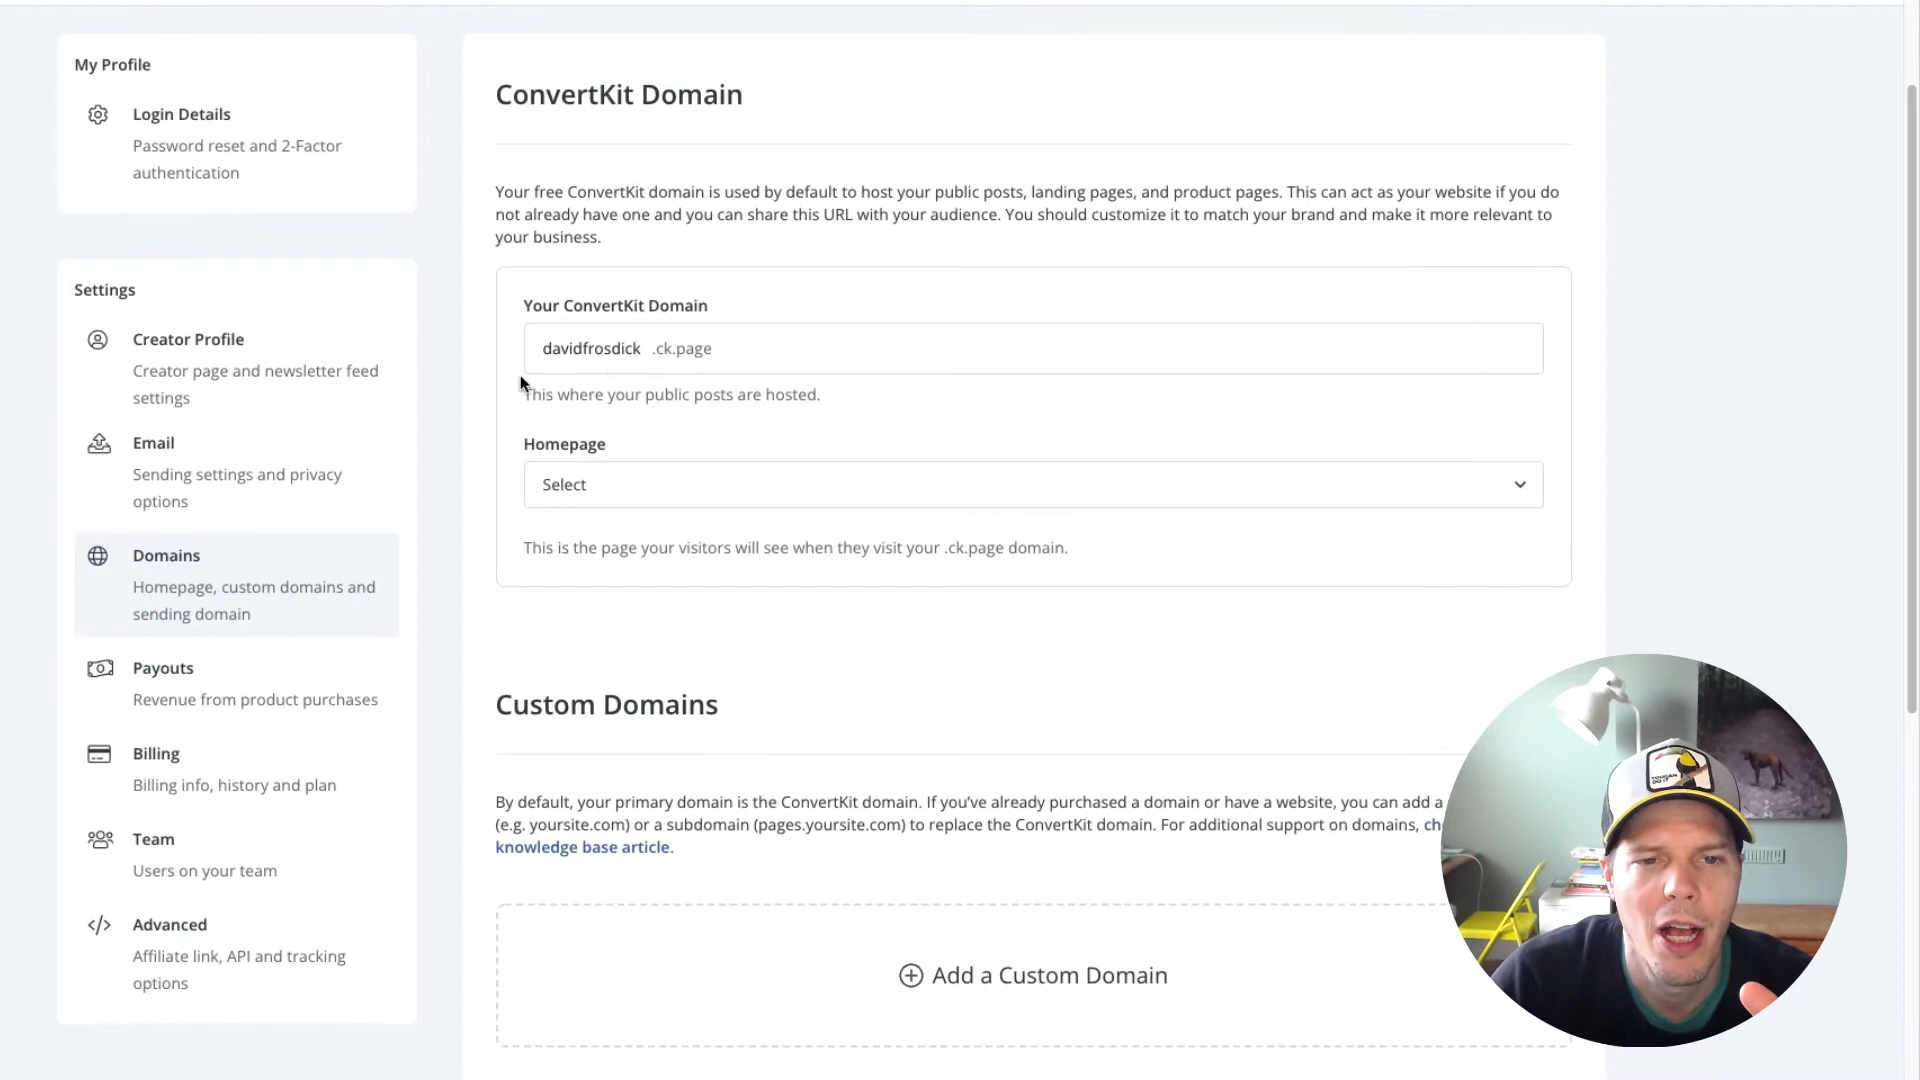 My Profile
Login Details
Password reset and 2-Factor
authentication
Settings
Creator Profile
Creator page and newsletter feed
settings
Email
Sending settings and privacy
options
Domains
Homepage, custom domains and
sending domain
Payouts
Revenue from product purchases
Billing
Billing info, history and plan
Team
Users on your team
Advanced
Affiliate link, API and tracking
options
ConvertKit Domain
Your free ConvertKit domain is used by default to host your public posts, landing pages, and product pages. This can act as your website if you do
not already have one and you can share this URL with your audience. You should customize it to match your brand and make it more relevant to
your business.
Your ConvertKit Domain
davidfrosdick .ck.page
This where your public posts are hosted.
Homepage
Select
This is the page your visitors will see when they visit your .ck.page domain.
Custom Domains
By default, your primary domain is the ConvertKit domain. If you've already purchased a domain or have a website, you can add a
(e.g. yoursite.com) or a subdomain (pages.yoursite.com) to replace the ConvertKit domain. For additional support on domains,
knowledge base article.
Add a Custom Domain
TOUCAN
DO IT